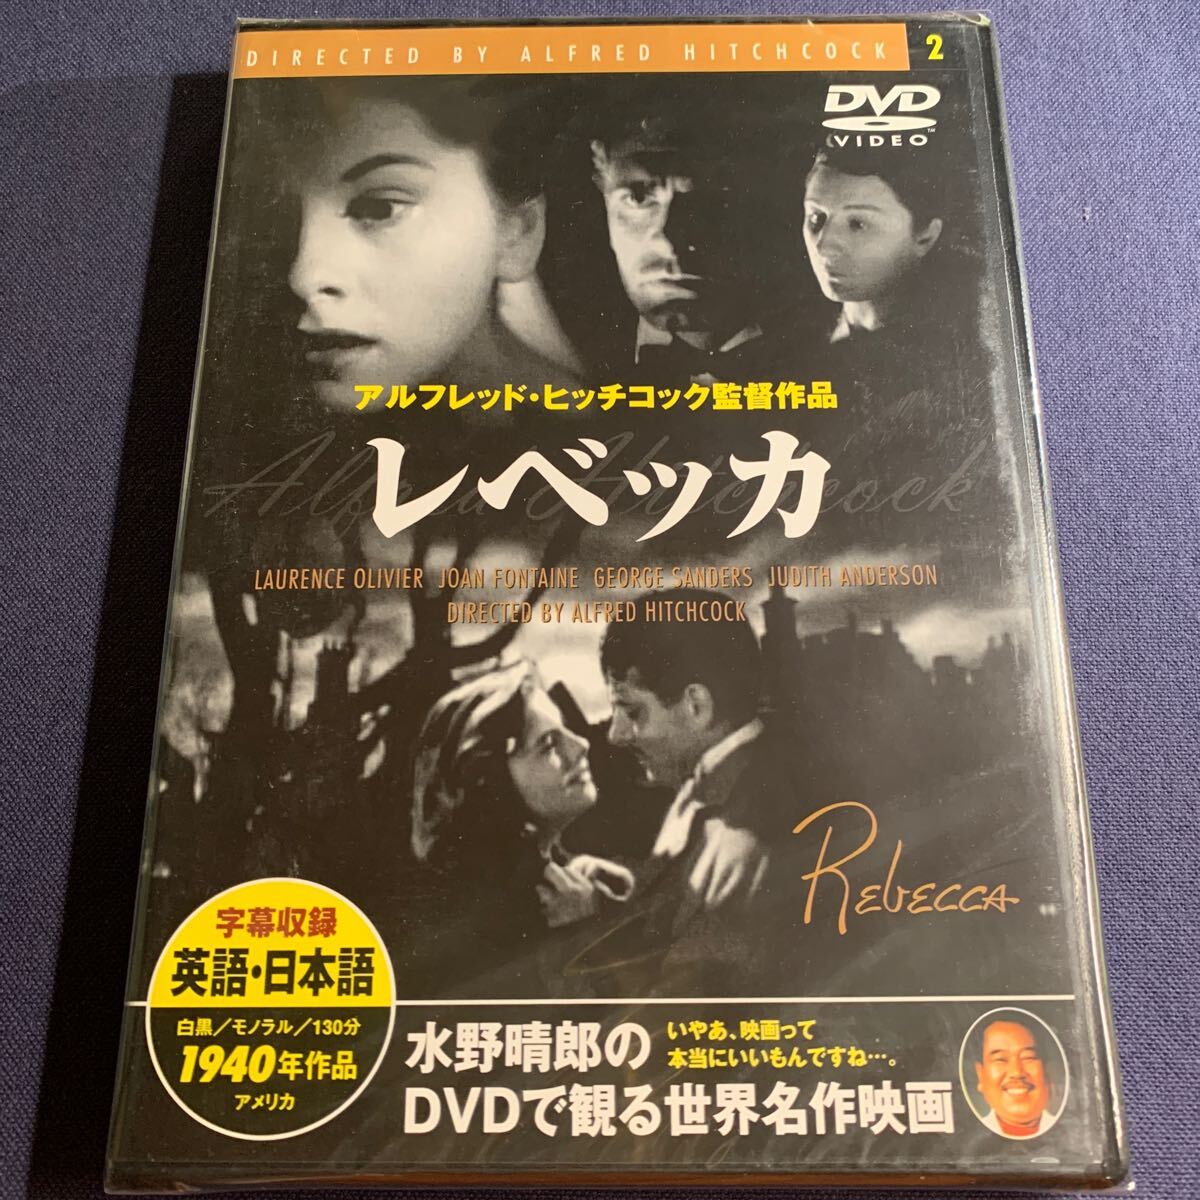 DIRECTED BY ALFRED HITCHCOCK 2
DVD
VIDEO
TM
アルフレッド・ヒッチコック監督作品
Alfred Hitchcock
レベッカ
LAURENCE OLIVIER JOAN FONTAINE GEORGE SANDERS JUDITH ANDERSON
DIRECTED BY ALFRED HITCHCOCK
REBECCA
字幕収録
英語・日本語
白黒/モノラル/130分
1940年作品
アメリカ
水野晴郎の
いやあ、映画って
本当にいいもんですね…。
DVDで観る世界名作映画